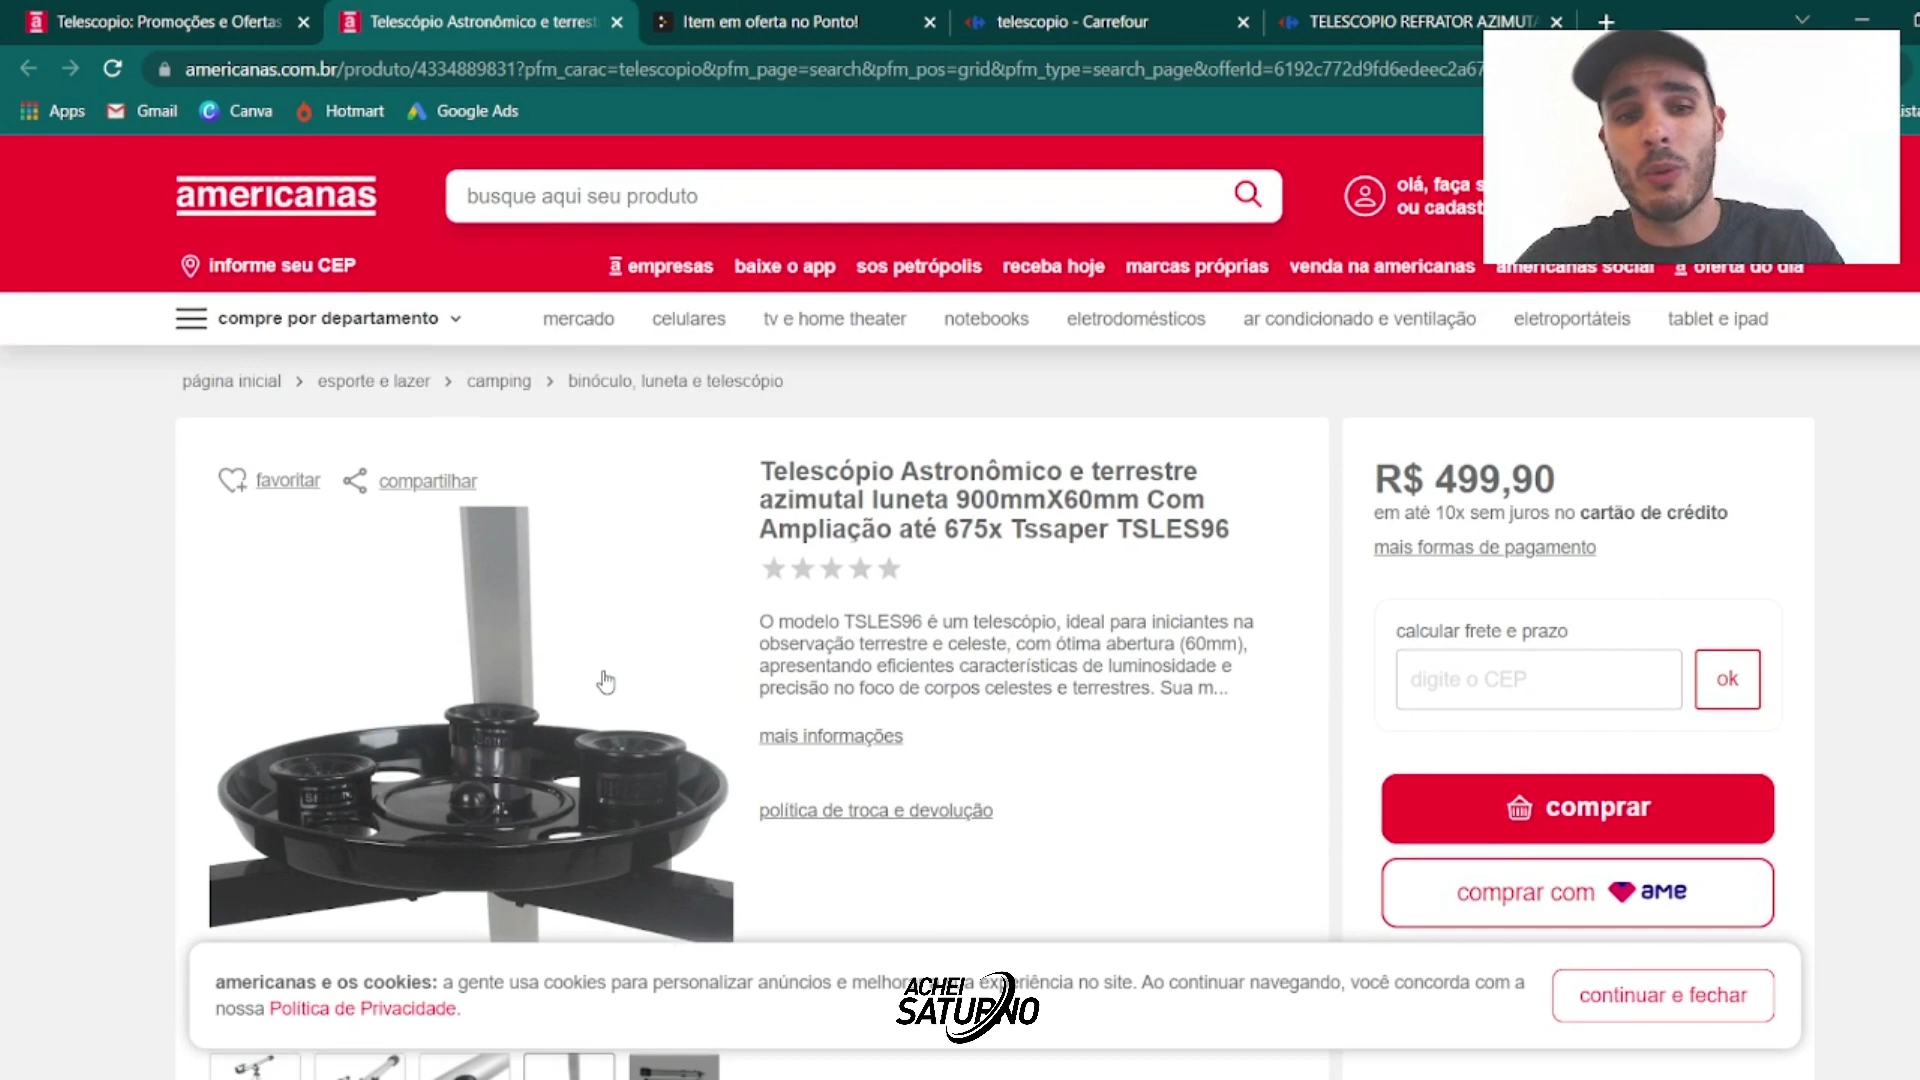 Telescopio: Promoções e Ofertas
Telescópio Astronômico e terrest
Item em oferta no Ponto!
telescopio - Carrefour
TELESCOPIO REFRATOR AZIMUTA
americanas.com.br/produto/4334889831?pfm_carac=telescopio&pfm_page=search&pfm_pos=grid&pfm_type=search_page&offerId=6192c772d9fd6edeec2a67
Apps
Gmail
Canva
Hotmart
Google Ads
americanas
busque aqui seu produto
olá, faça s
ou cadast
informe seu CEP
a empresas
baixe o app
sos petrópolis
receba hoje
marcas próprias
venda na americanas
americanas social
a oferta do dia
compre por departamento
mercado
celulares
tv e home theater
notebooks
eletrodomésticos
ar condicionado e ventilação
eletroportáteis
tablet e ipad
página inicial > esporte e lazer > camping > binóculo, luneta e telescópio
favoritar
compartilhar
Telescópio Astronômico e terrestre
azimutal luneta 900mmX60mm Com
Ampliação até 675x Tssaper TSLES96
O modelo TSLES96 é um telescópio, ideal para iniciantes na
observação terrestre e celeste, com ótima abertura (60mm),
apresentando eficientes características de luminosidade e
precisão no foco de corpos celestes e terrestres. Sua m...
mais informações
política de troca e devolução
R$ 499,90
em até 10x sem juros no cartão de crédito
mais formas de pagamento
calcular frete e prazo
digite o CEP
ok
comprar
comprar com ame
americanas e os cookies: a gente usa cookies para personalizar anúncios e melhor a experiência no site. Ao continuar navegando, você concorda com a
nossa Política de Privacidade.
continuar e fechar
ACHEI
SATURNO